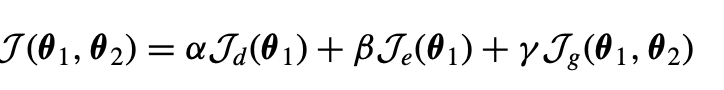 𝒥(𝜽₁, 𝜽₂) = α𝒥_d(𝜽₁) + β𝒥_e(𝜽₁) + γ𝒥_g(𝜽₁, 𝜽₂)